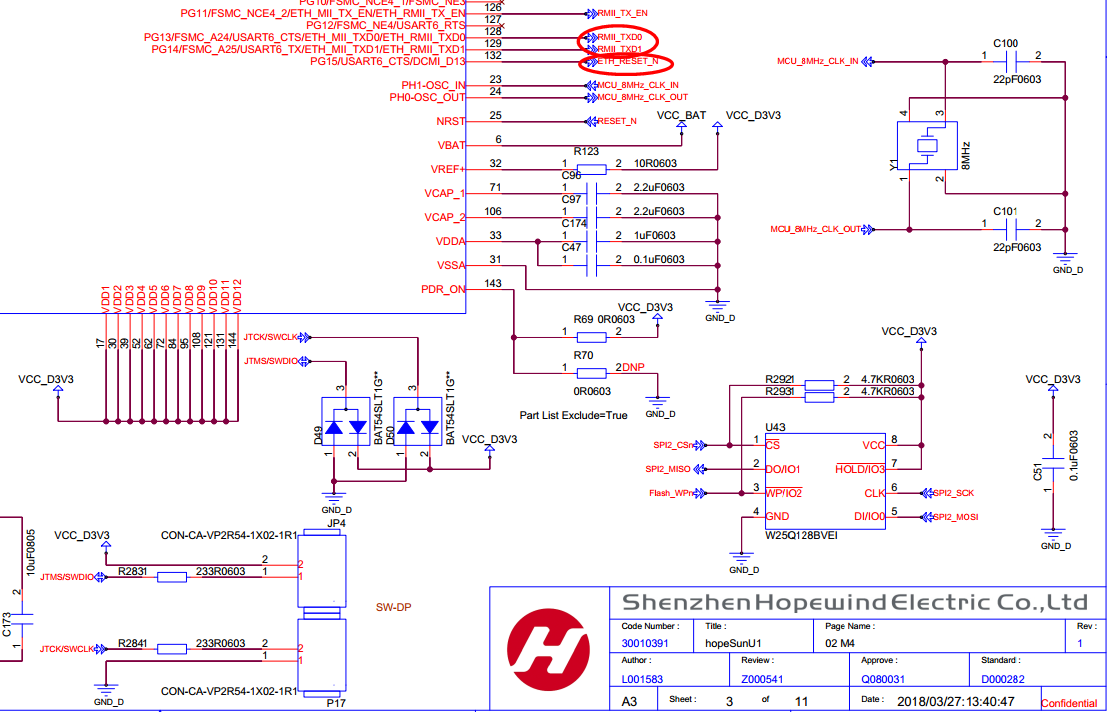 PG10/FSMC_NCE4_1/FSMC_NE3
PG11/FSMC_NCE4_2/ETH_MII_TX_EN/ETH_RMII_TX_EN 126 RMII_TX_EN
PG12/FSMC_NE4/USART6_RTS 127
PG13/FSMC_A24/USART6_CTS/ETH_MII_TXD0/ETH_RMII_TXD0 128 RMII_TXD0
PG14/FSMC_A25/USART6_TX/ETH_MII_TXD1/ETH_RMII_TXD1 129 RMII_TXD1
PG15/USART6_CTS/DCMI_D13 132 ETH_RESET_N
PH1-OSC_IN 23 MCU_8MHz_CLK_IN
PH0-OSC_OUT 24 MCU_8MHz_CLK_OUT
NRST 25 RESET_N
VCC_BAT VCC_D3V3
VBAT 6
R123
VREF+ 32 1 2 10R0603
C96
VCAP_1 71 1 2 2.2uF0603
C97
VCAP_2 106 1 2 2.2uF0603
C174
VDDA 33 1 2 1uF0603
C47
VSSA 31 1 2 0.1uF0603
PDR_ON 143
GND_D
C100
MCU_8MHz_CLK_IN 1 2
22pF0603
4 3
Y1 8MHz
1 2
C101
MCU_8MHz_CLK_OUT 1 2
22pF0603
GND_D
VDD1 VDD2 VDD3 VDD4 VDD5 VDD6 VDD7 VDD8 VDD9 VDD10 VDD11 VDD12
17 30 39 52 62 72 84 95 108 121 131 144
VCC_D3V3
VCC_D3V3
R69 0R0603
1 2
R70
1 2 DNP
0R0603
GND_D
Part List Exclude=True
JTCK/SWCLK
JTMS/SWDIO
3 3
D49 BAT54SLT1G** D50 BAT54SLT1G**
1 2 1 2
VCC_D3V3
GND_D
VCC_D3V3
R292 1 2 4.7KR0603
R293 1 2 4.7KR0603
U43
SPI2_CSn 1 CS VCC 8
SPI2_MISO 2 DO/IO1 HOLD/IO3 7
Flash_WPn 3 WP/IO2 CLK 6 SPI2_SCK
4 GND DI/IO0 5 SPI2_MOSI
W25Q128BVEI
GND_D
VCC_D3V3
2
C51 0.1uF0603
1
GND_D
10uF0805
2
C173
1
JP4
VCC_D3V3 CON-CA-VP2R54-1X02-1R1
2 2
JTMS/SWDIO R283 1 2 33R0603 1 1
SW-DP
JTCK/SWCLK R284 1 2 33R0603 2 2
1 1
GND_D
CON-CA-VP2R54-1X02-1R1
P17
Shenzhen Hopewind Electric Co.,Ltd
Code Number : Title : Page Name : Rev :
30010391 hopeSunU1 02 M4 1
Author : Review : Approve : Standard :
L001583 Z000541 Q080031 D000282
A3 Sheet : 3 of 11 Date : 2018/03/27:13:40:47 Confidential